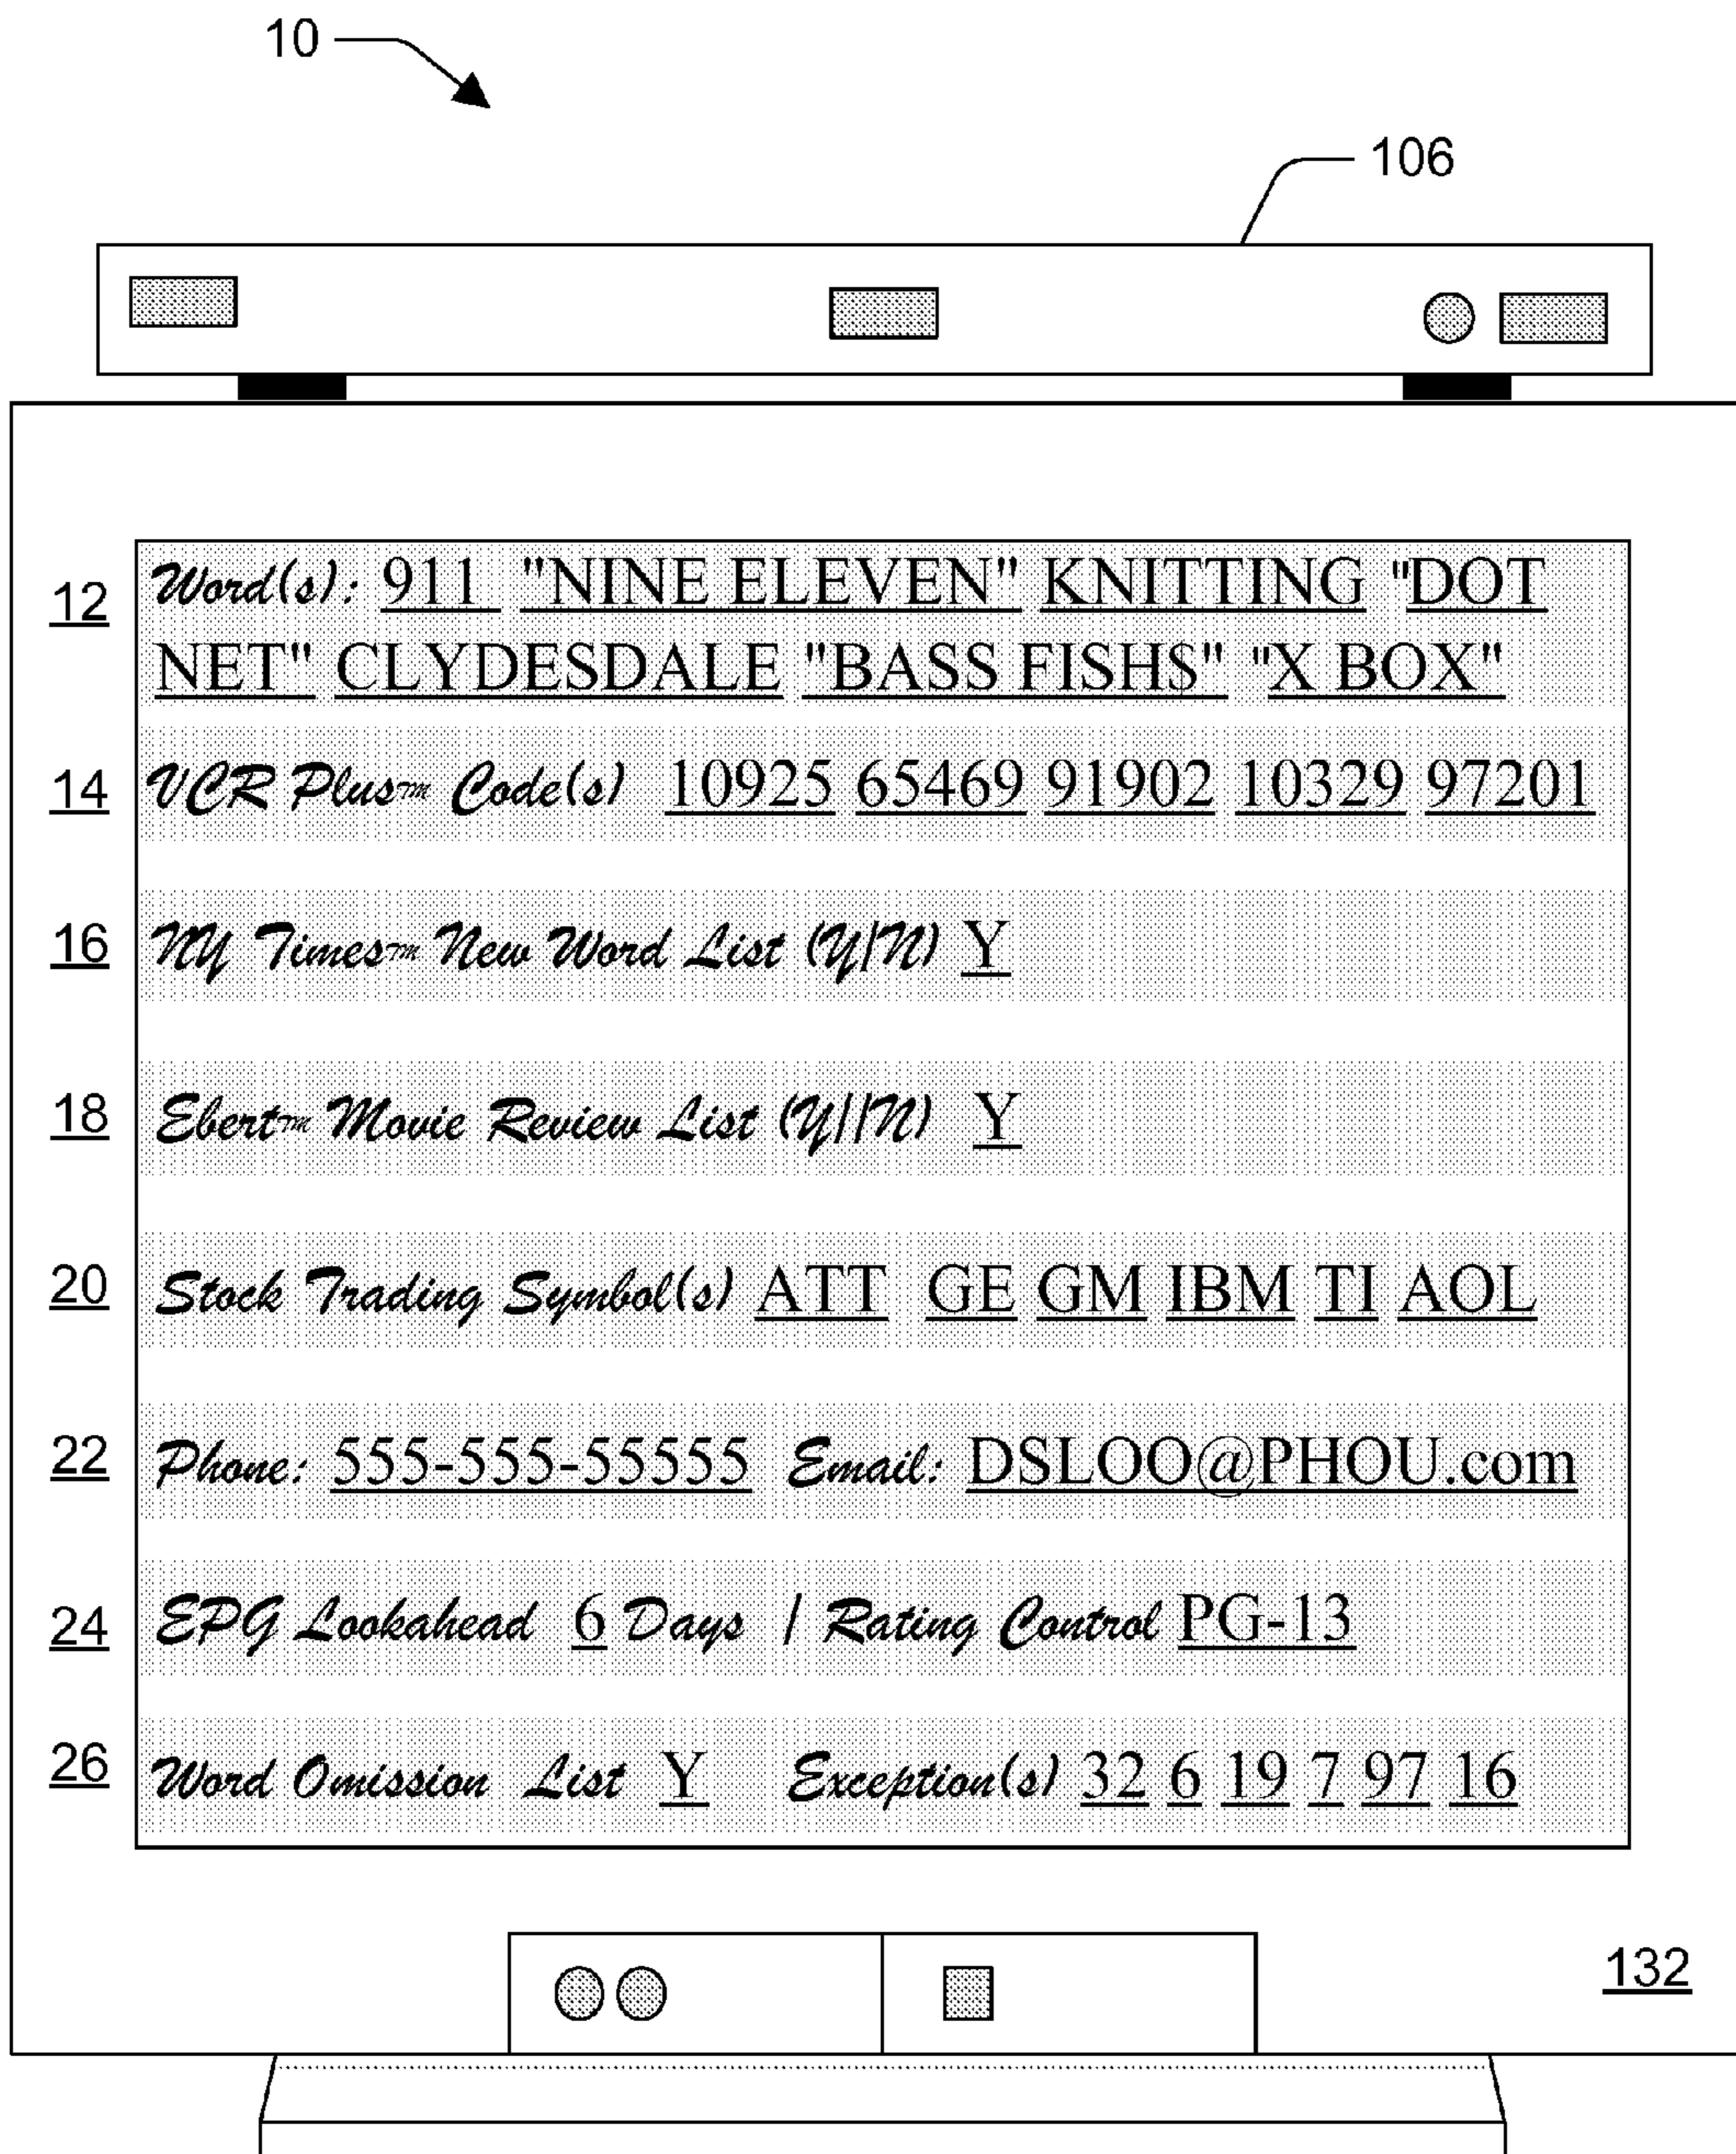 10
106
12 Word(s): 911 "NINE ELEVEN" KNITTING "DOT
NET" CLYDESDALE "BASS FISH$" "X BOX"
14 VCR Plus™ Code(s) 10925 65469 91902 10329 97201
16 NY Times™ New Word List (Y|N) Y
18 Ebert™ Movie Review List (Y||N) Y
20 Stock Trading Symbol(s) ATT GE GM IBM TI AOL
22 Phone: 555-555-55555 Email: DSLOO@PHOU.com
24 EPG Lookahead 6 Days / Rating Control PG-13
26 Word Omission List Y Exception(s) 32 6 19 7 97 16
132